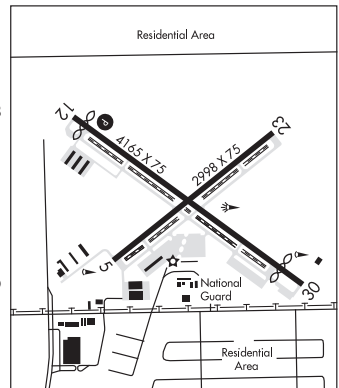 Residential Area
12
P
4165 X 75
2998 X 75
23
5
30
National
Guard
Residential
Area